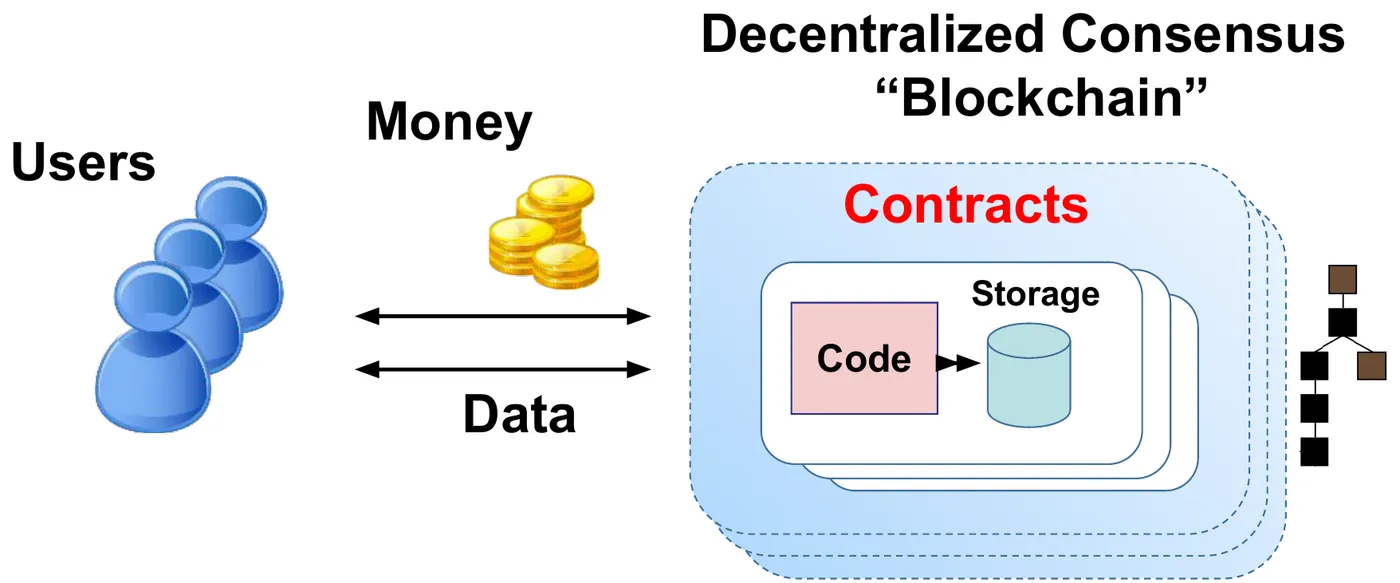 Decentralized Consensus
“Blockchain”
Money
Users
Contracts
Storage
Code
Data